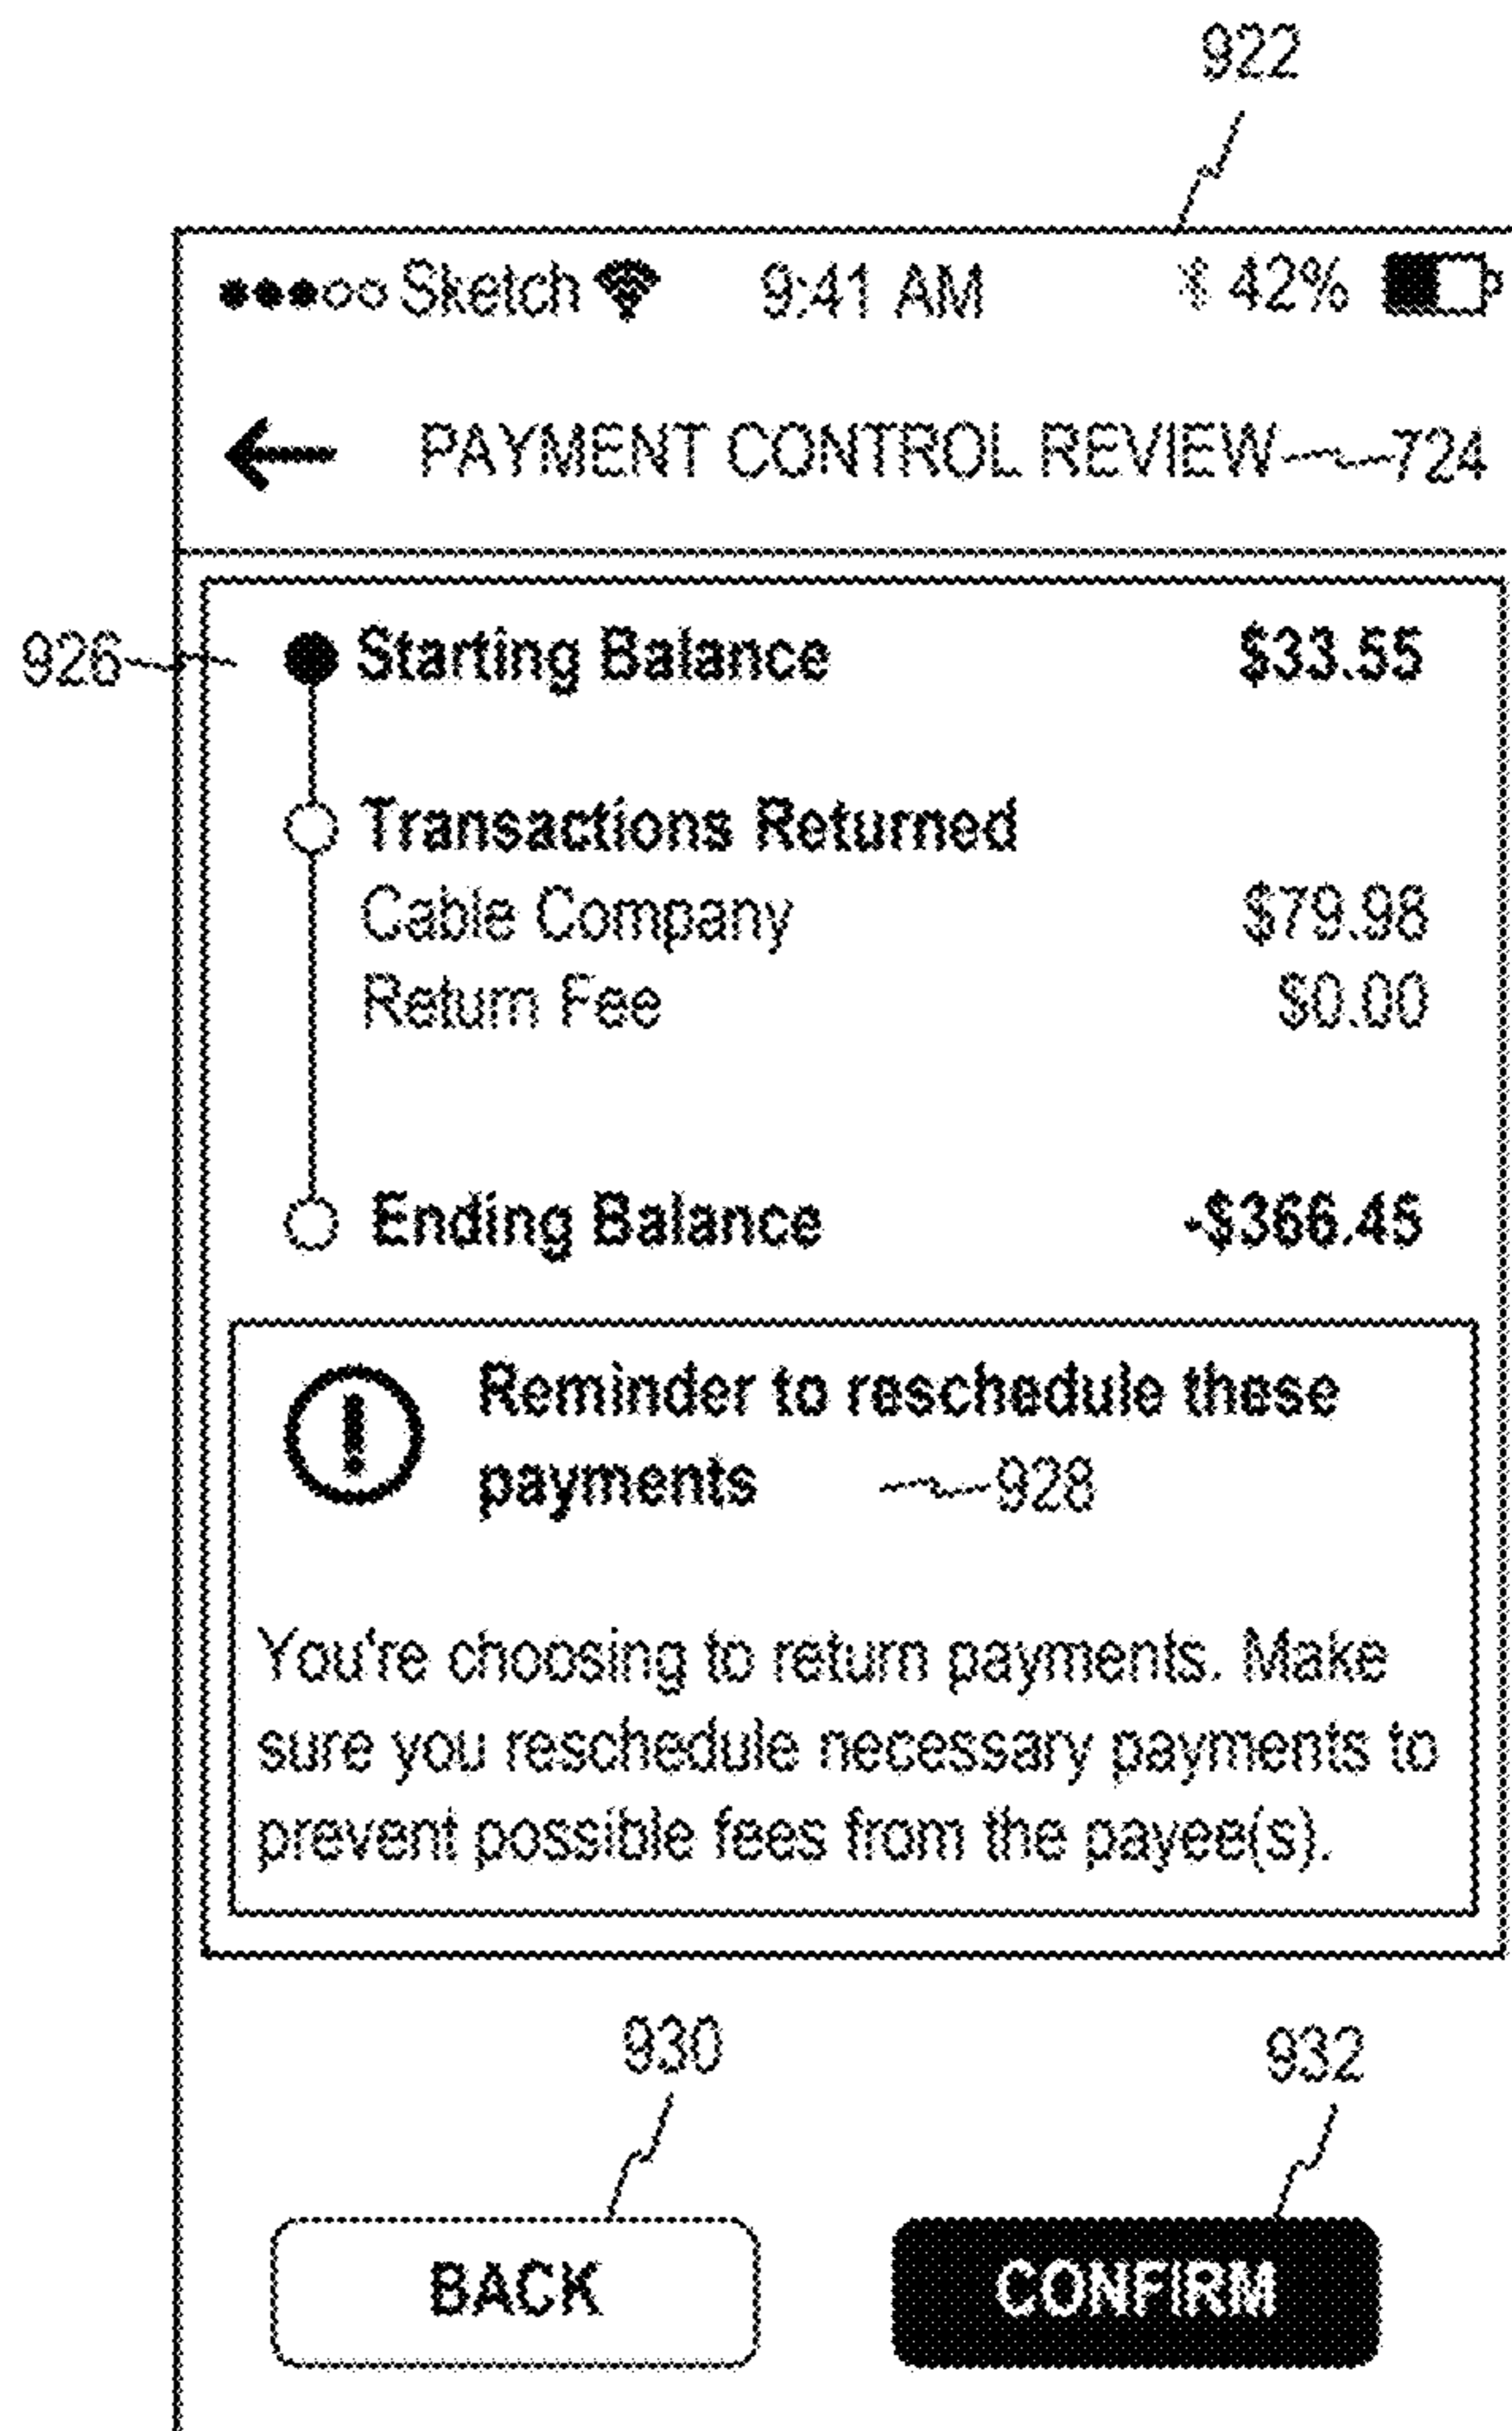 922
Sketch 9:41 AM 42%
← PAYMENT CONTROL REVIEW 724
926 Starting Balance $33.55
Transactions Returned
Cable Company $79.98
Return Fee $0.00
Ending Balance -$366.45
Reminder to reschedule these
payments 928
You're choosing to return payments. Make
sure you reschedule necessary payments to
prevent possible fees from the payee(s).
930 932
BACK CONFIRM